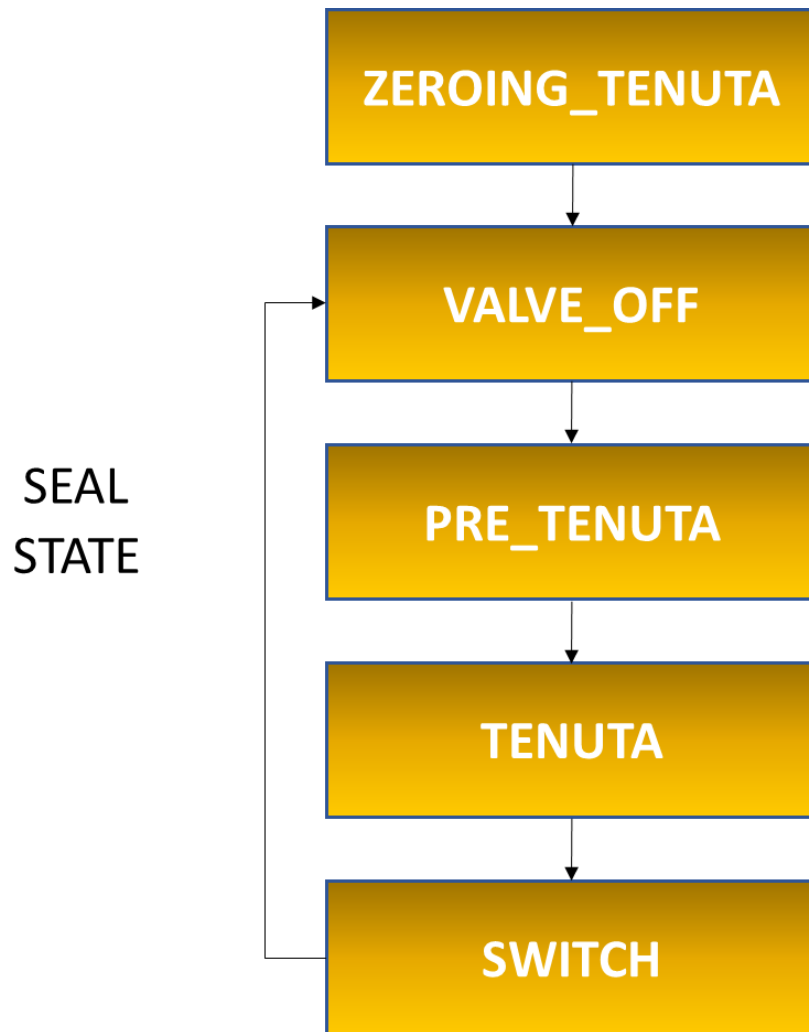 ZEROING_TENUTA
VALVE_OFF
PRE_TENUTA
SEAL
STATE
TENUTA
SWITCH